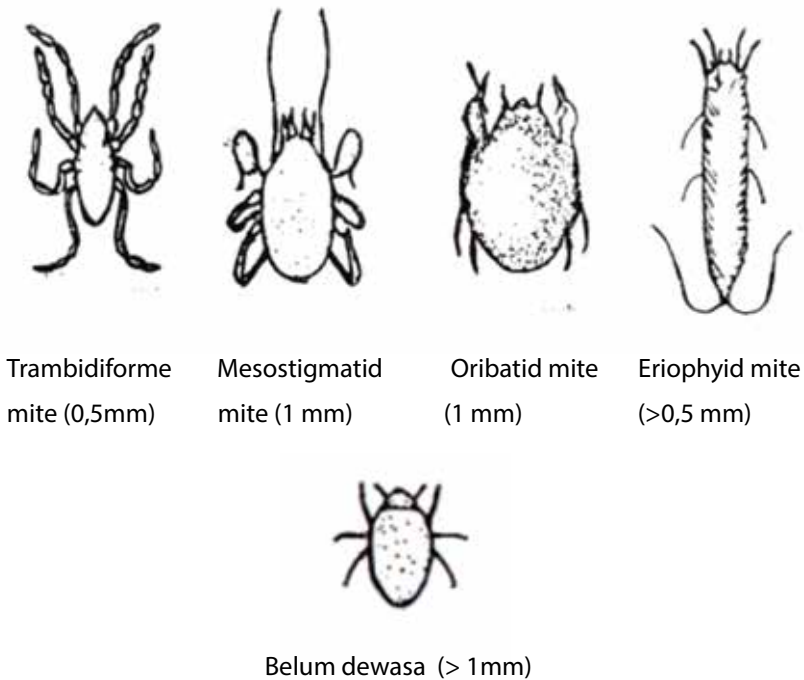 Trambidiforme
mite (0,5mm)
Mesostigmatid
mite (1 mm)
Oribatid mite
(1 mm)
Eriophyid mite
(>0,5 mm)
Belum dewasa (> 1mm)